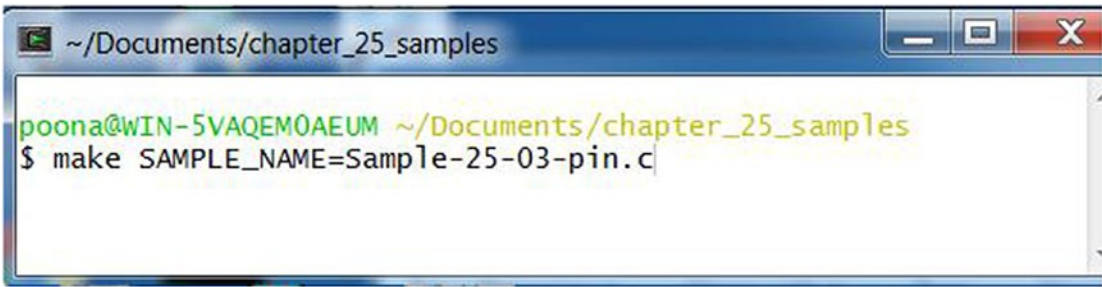 ~/Documents/chapter_25_samples
poona@WIN-5VAQEM0AEUM ~/Documents/chapter_25_samples
$ make SAMPLE_NAME=Sample-25-03-pin.c